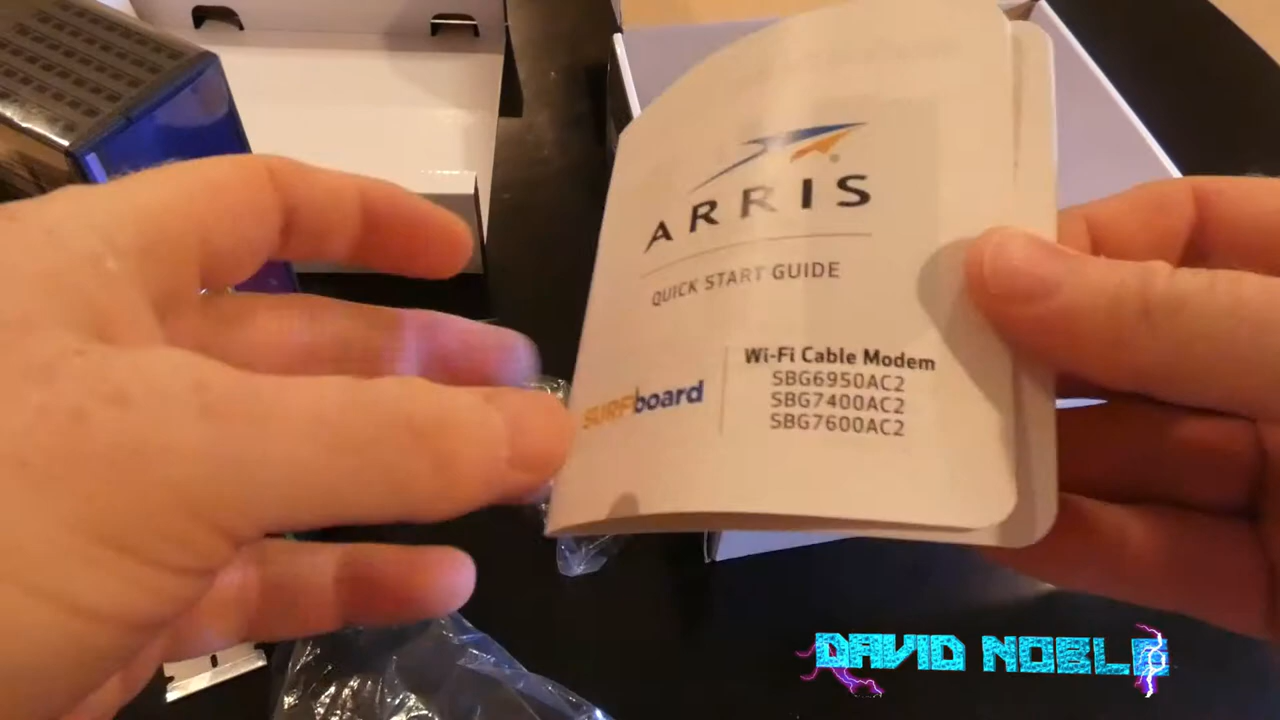 ARRIS
QUICK START GUIDE
SURFboard
Wi-Fi Cable Modem
SBG6950AC2
SBG7400AC2
SBG7600AC2
DAVID NOBLE